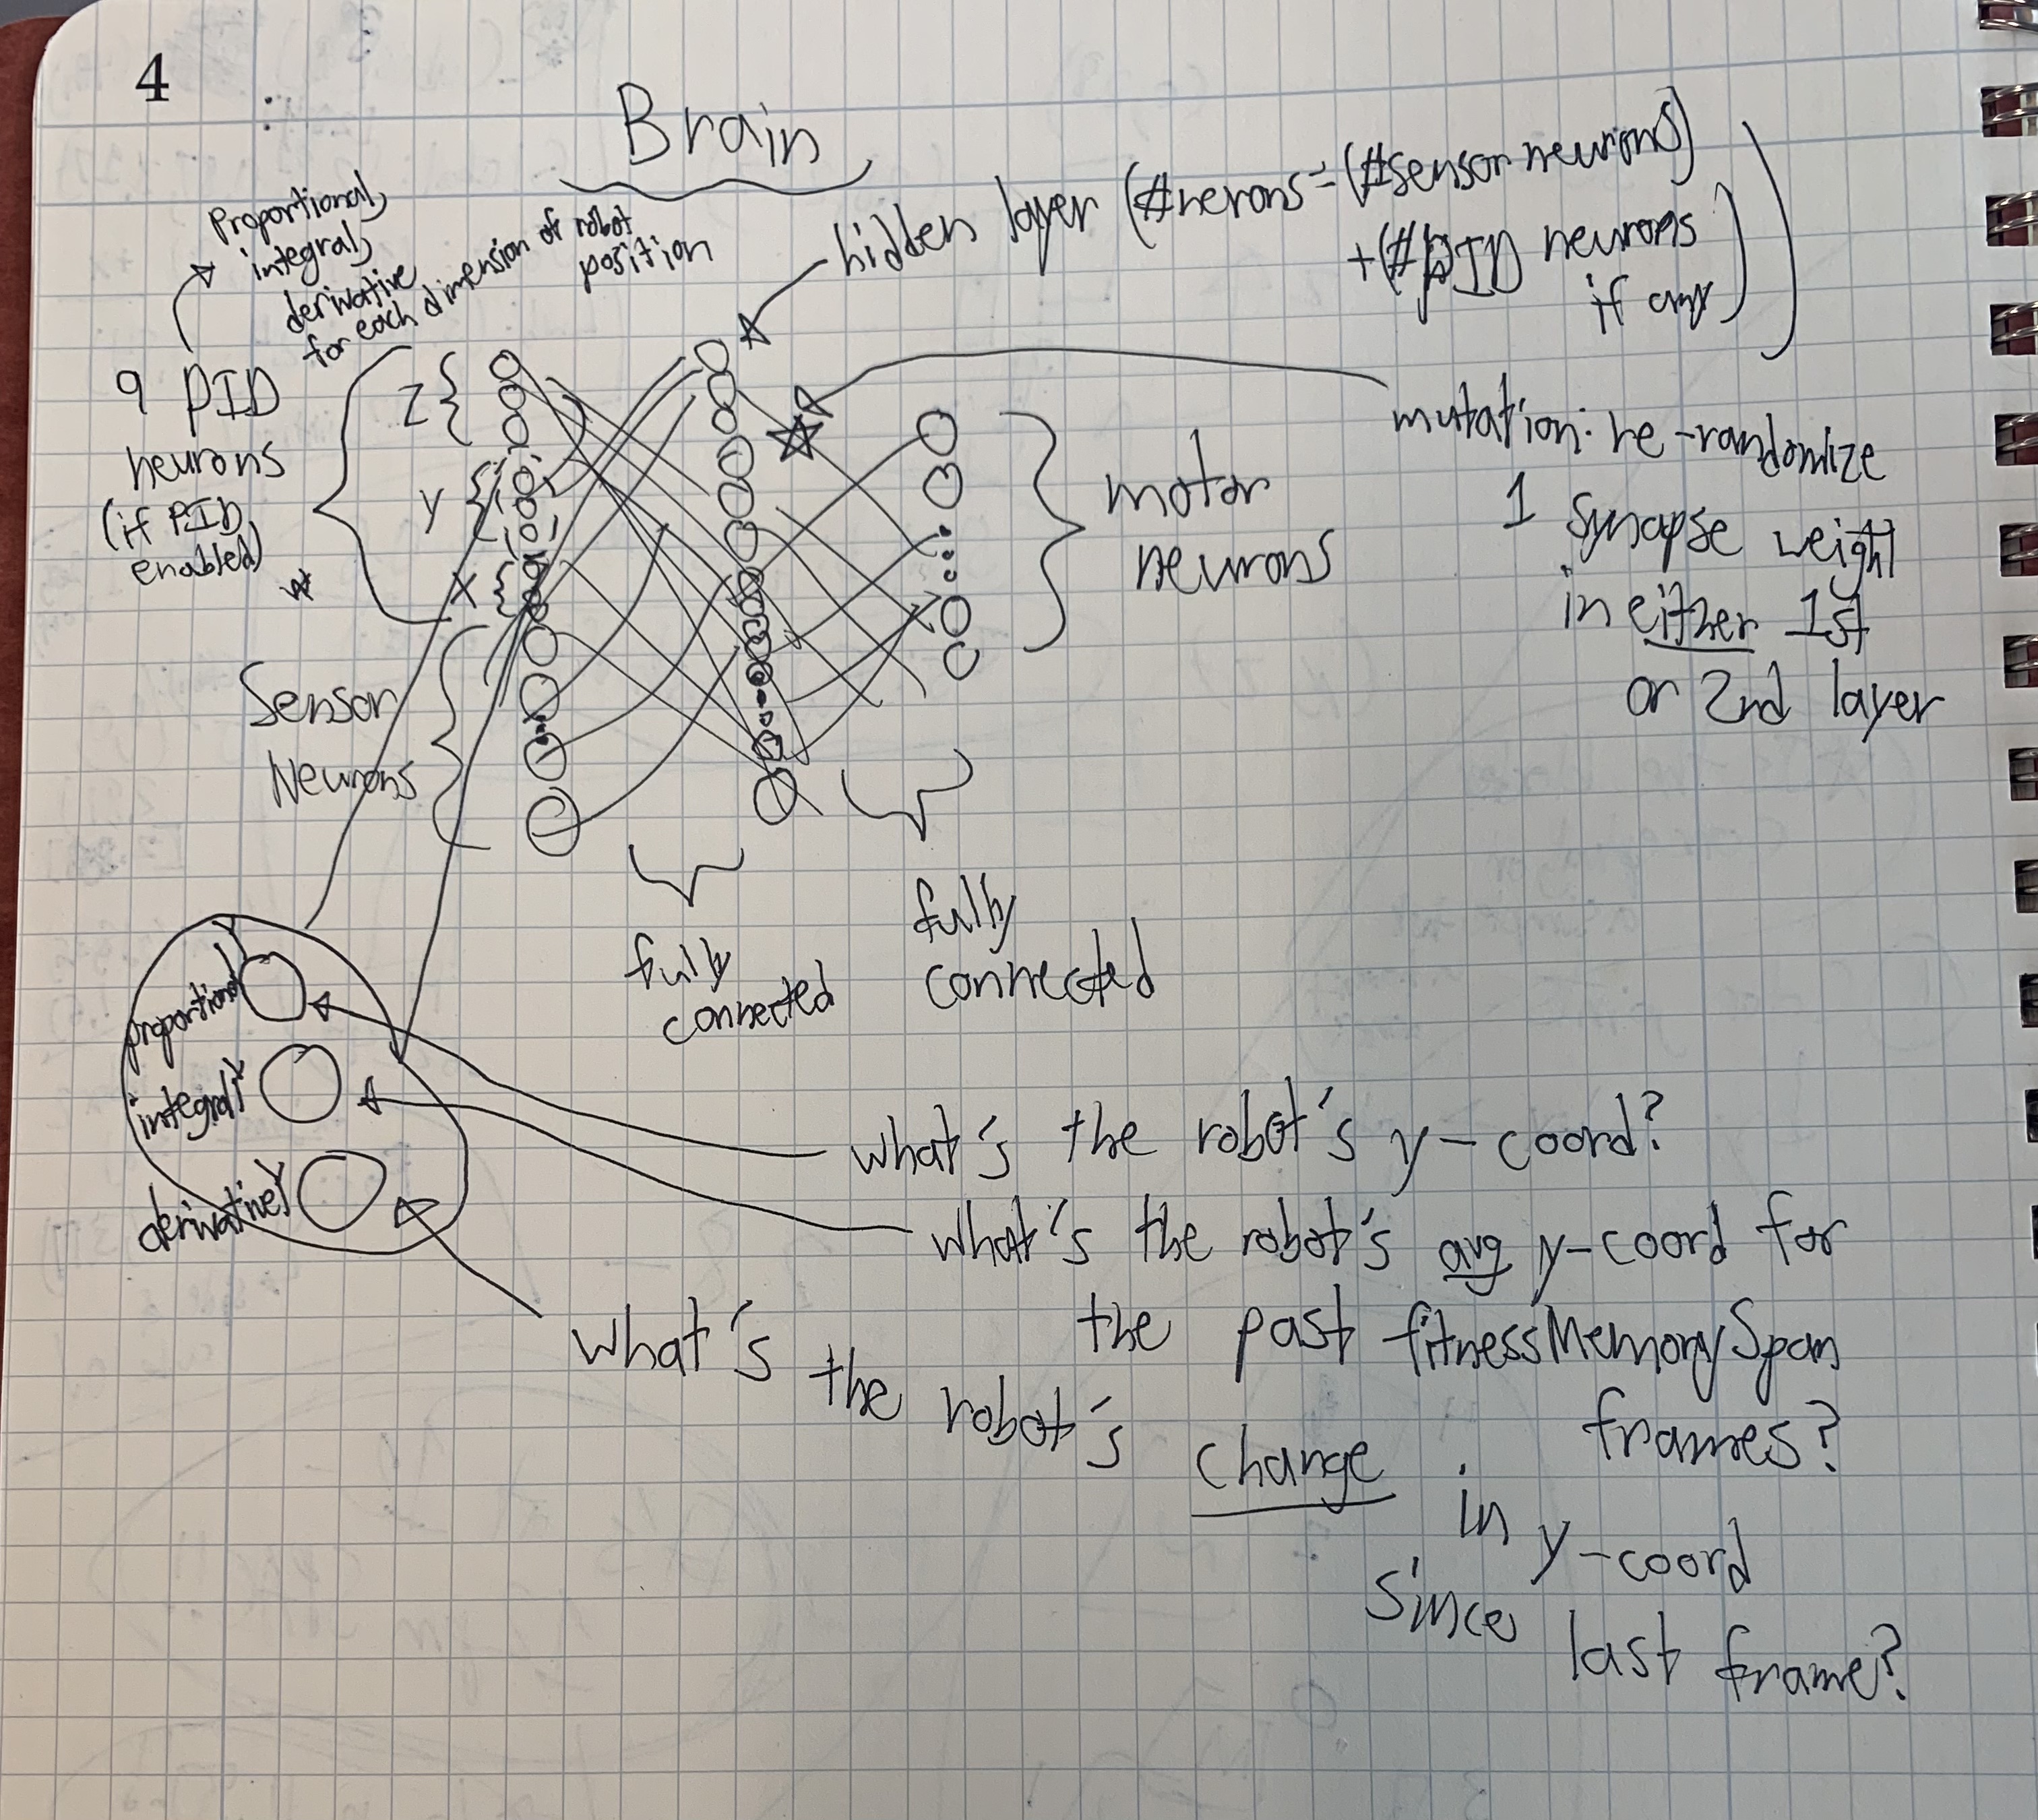 4
Brain
proportional,
integral,
derivative
for each dimension of robot
position
hidden layer (#nerons=(#sensor neurons)
+(#PID neurons
if any))
9 PID
neurons
(if PID
enabled)
Z
Y
X
mutation: re-randomize
1 synapse weight
in either 1st
or 2nd layer
motor
neurons
Sensor
Neurons
fully
connected
fully
connected
proportional Y
integral Y
derivative Y
what's the robot's y-coord?
what's the robot's avg y-coord for
the past fitnessMemorySpan
frames?
what's the robot's change in y-coord
since last frame?